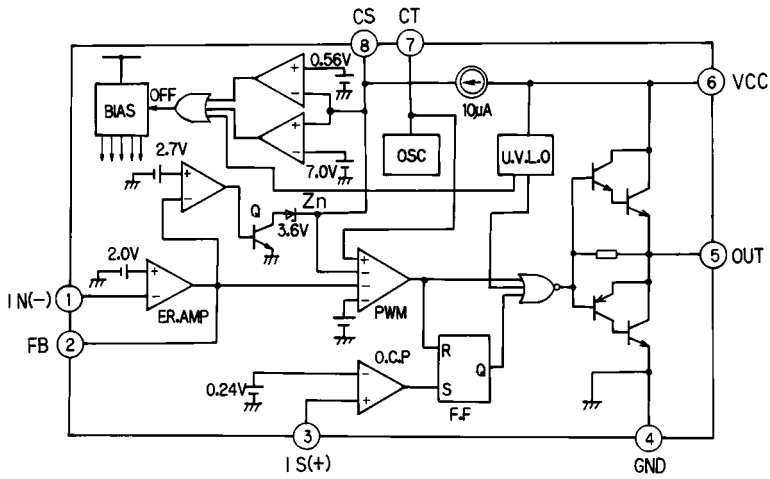 CS CT
8 7
0.56V
6 VCC
10μA
OFF
BIAS
2.7V
7.0V
OSC
U.V.L.O
+ −
+ −
+ −
Zn
Q
3.6V
2.0V
+ −
5 OUT
+ − − −
IN(-) 1
ER.AMP
PWM
FB 2
O.C.P
R
Q
0.24V
− +
S
F.F
3
4
IS(+)
GND